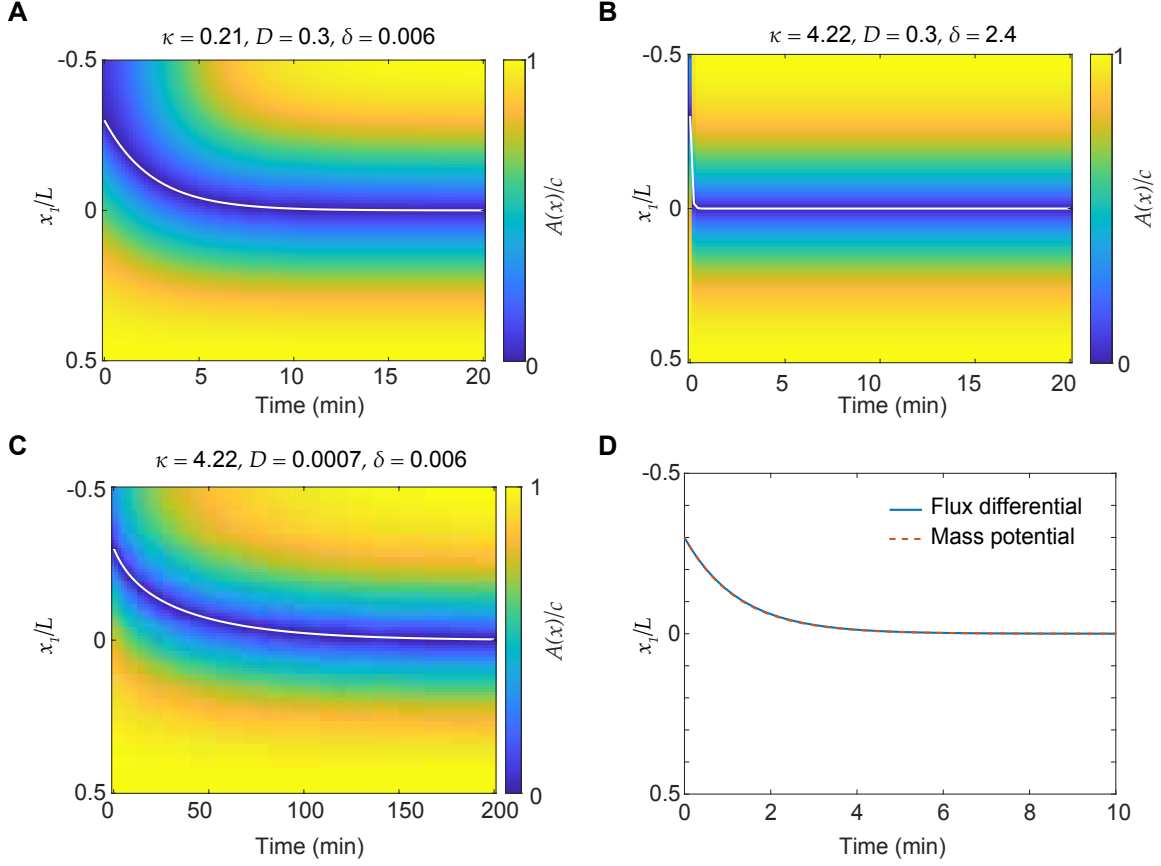 A
κ = 0.21, D = 0.3, δ = 0.006
-0.5
0
0.5
x₁/L
0
5
10
15
20
Time (min)
1
0
A(x)/c
B
κ = 4.22, D = 0.3, δ = 2.4
-0.5
0
0.5
x₁/L
0
5
10
15
20
Time (min)
1
0
A(x)/c
C
κ = 4.22, D = 0.0007, δ = 0.006
-0.5
0
0.5
x₁/L
0
50
100
150
200
Time (min)
1
0
A(x)/c
D
-0.5
0
0.5
x₁/L
Flux differential
Mass potential
0
2
4
6
8
10
Time (min)